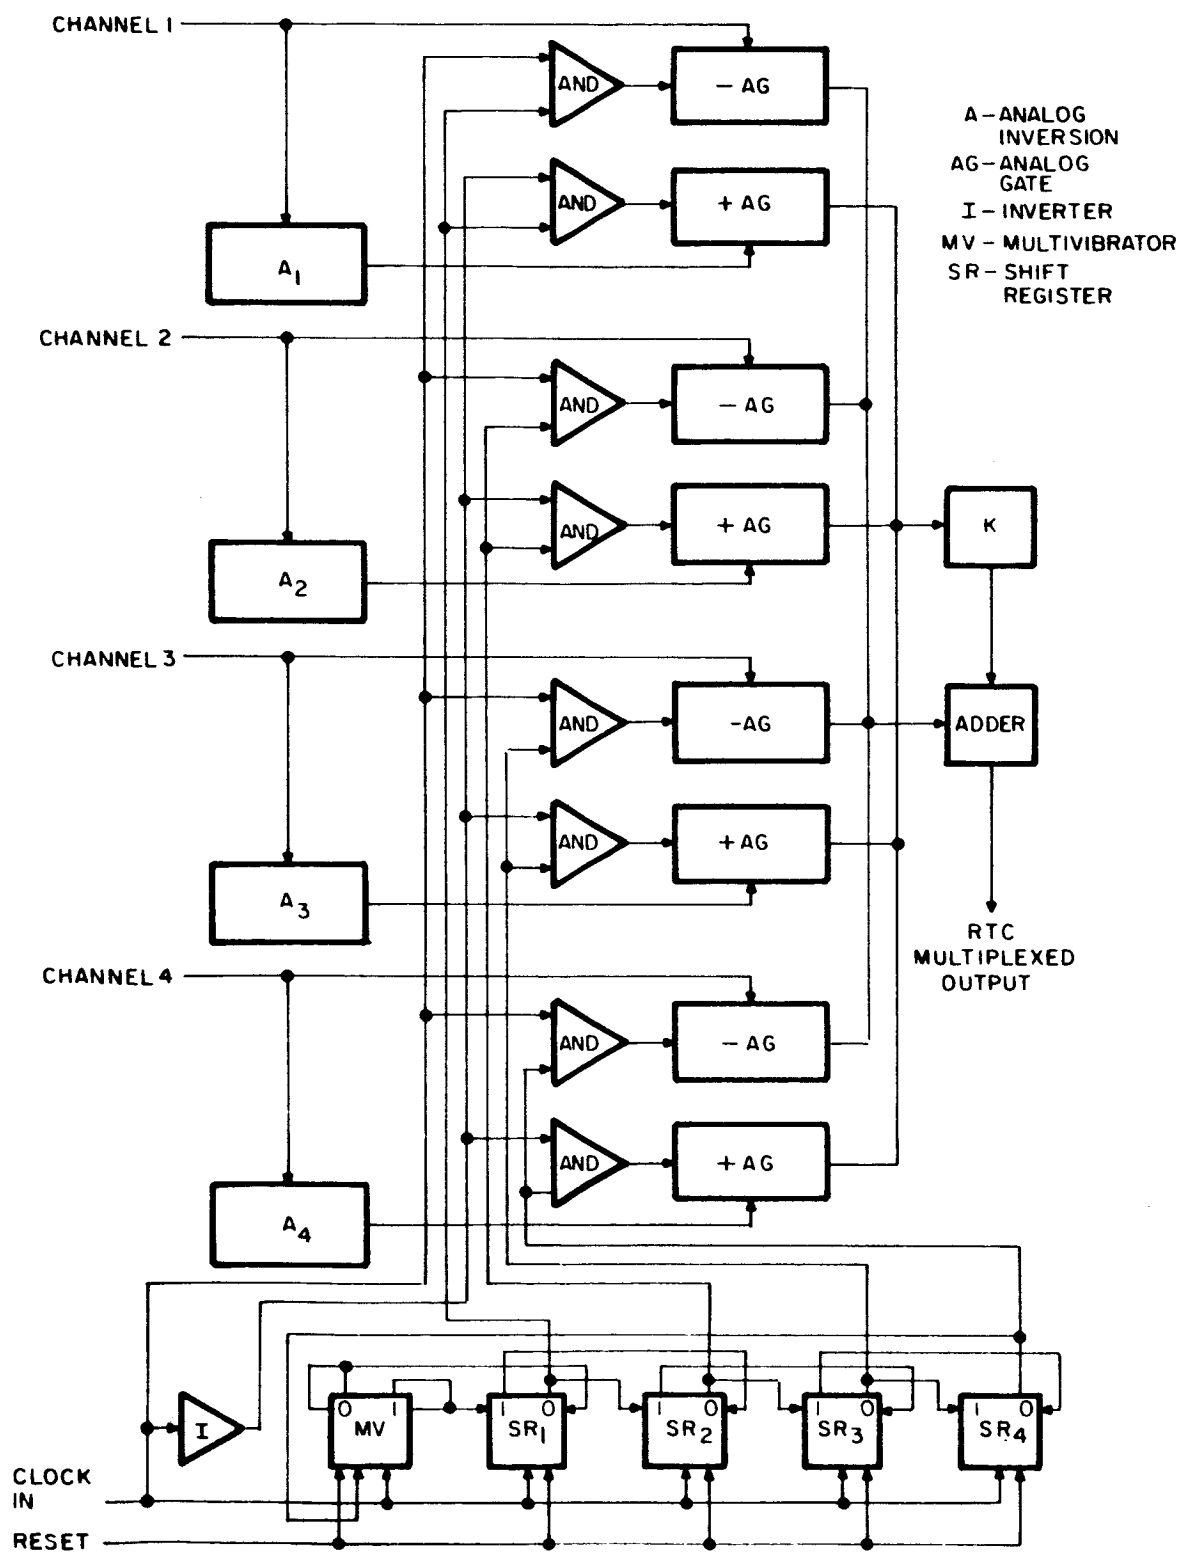 CHANNEL 1
AND
- AG
A - ANALOG
INVERSION
AG - ANALOG
GATE
I - INVERTER
MV - MULTIVIBRATOR
SR - SHIFT
REGISTER
AND
+ AG
A1
CHANNEL 2
AND
- AG
AND
+ AG
K
A2
CHANNEL 3
AND
-AG
ADDER
AND
+ AG
A3
RTC
MULTIPLEXED
OUTPUT
CHANNEL 4
AND
- AG
AND
+ AG
A4
I
0 1
MV
1 0
SR1
1 0
SR2
1 0
SR3
1 0
SR4
CLOCK
IN
RESET